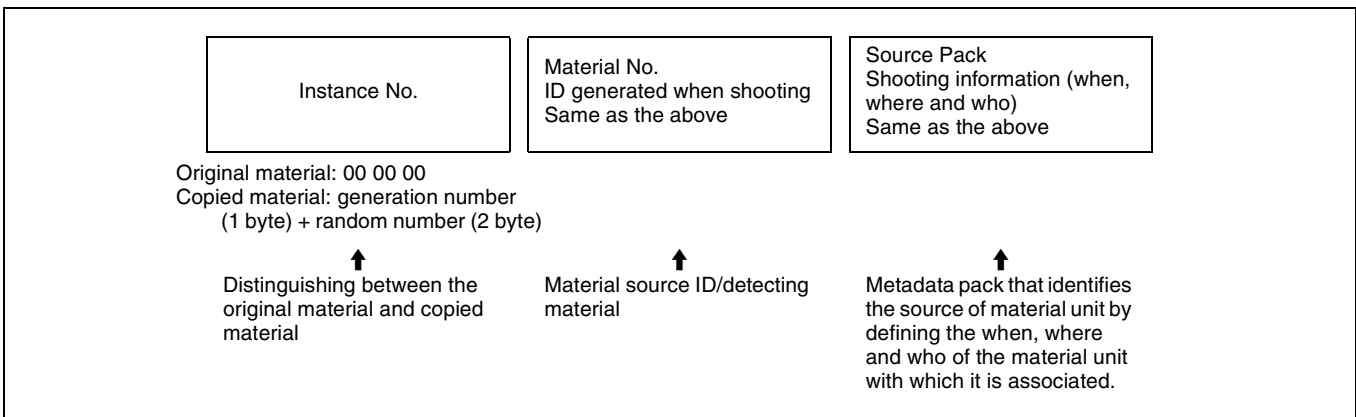 Instance No.
Material No.
ID generated when shooting
Same as the above
Source Pack
Shooting information (when,
where and who)
Same as the above
Original material: 00 00 00
Copied material: generation number
(1 byte) + random number (2 byte)
Distinguishing between the
original material and copied
material
Material source ID/detecting
material
Metadata pack that identifies
the source of material unit by
defining the when, where
and who of the material unit
with which it is associated.